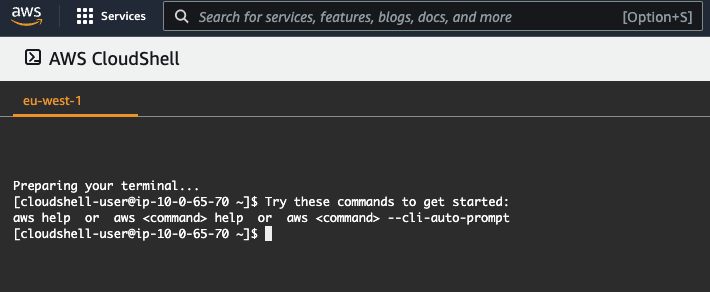 aws
Services
Search for services, features, blogs, docs, and more
[Option+S]
AWS CloudShell
eu-west-1
Preparing your terminal...
[cloudshell-user@ip-10-0-65-70 ~]$ Try these commands to get started:
aws help  or  aws <command> help  or  aws <command> --cli-auto-prompt
[cloudshell-user@ip-10-0-65-70 ~]$